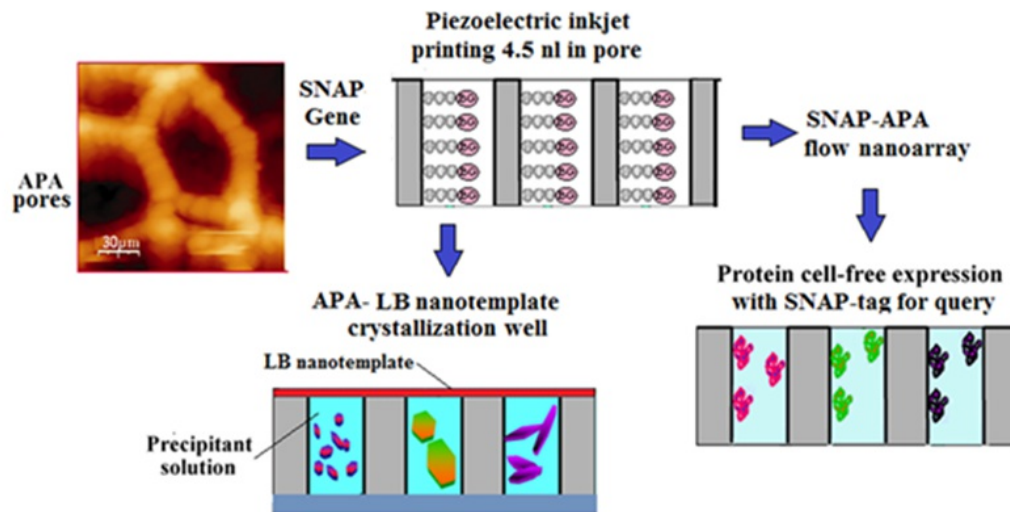 Piezoelectric inkjet
printing 4.5 nl in pore
SNAP
Gene
APA
pores
30µm
SNAP-APA
flow nanoarray
APA- LB nanotemplate
crystallization well
Protein cell-free expression
with SNAP-tag for query
LB nanotemplate
Precipitant
solution